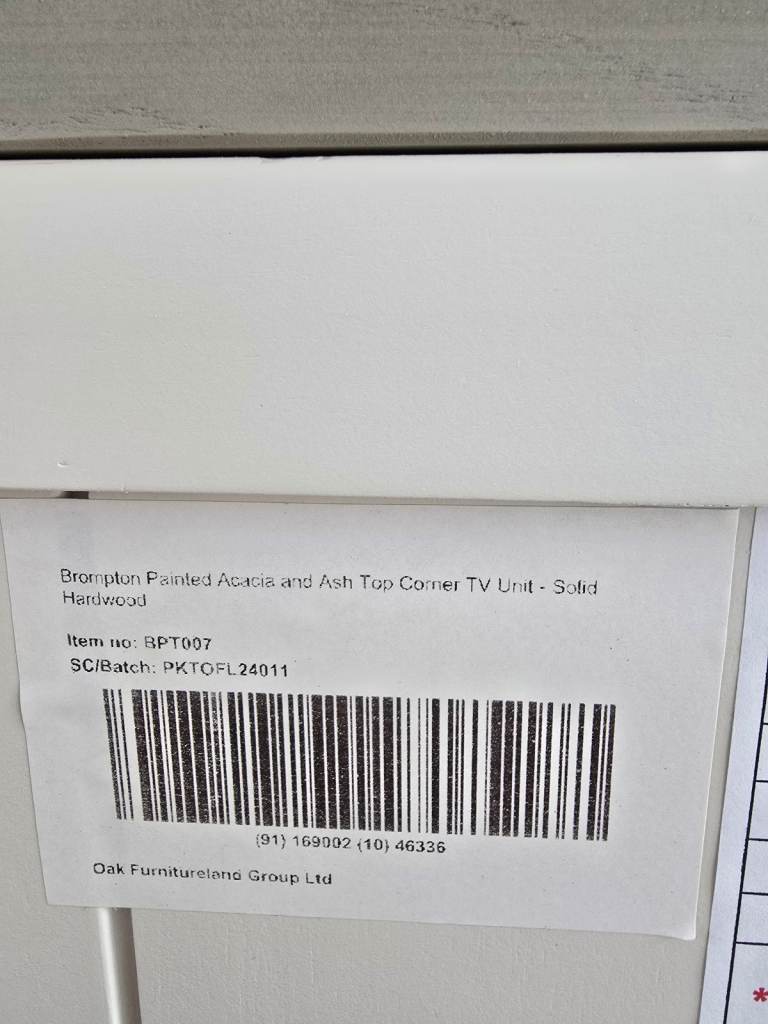 Brompton Painted Acacia and Ash Top Corner TV Unit - Solid
Hardwood
Item no: BPT007
SC/Batch: PKTOFL24011
(91) 169002 (10) 46336
Oak Furnitureland Group Ltd
*